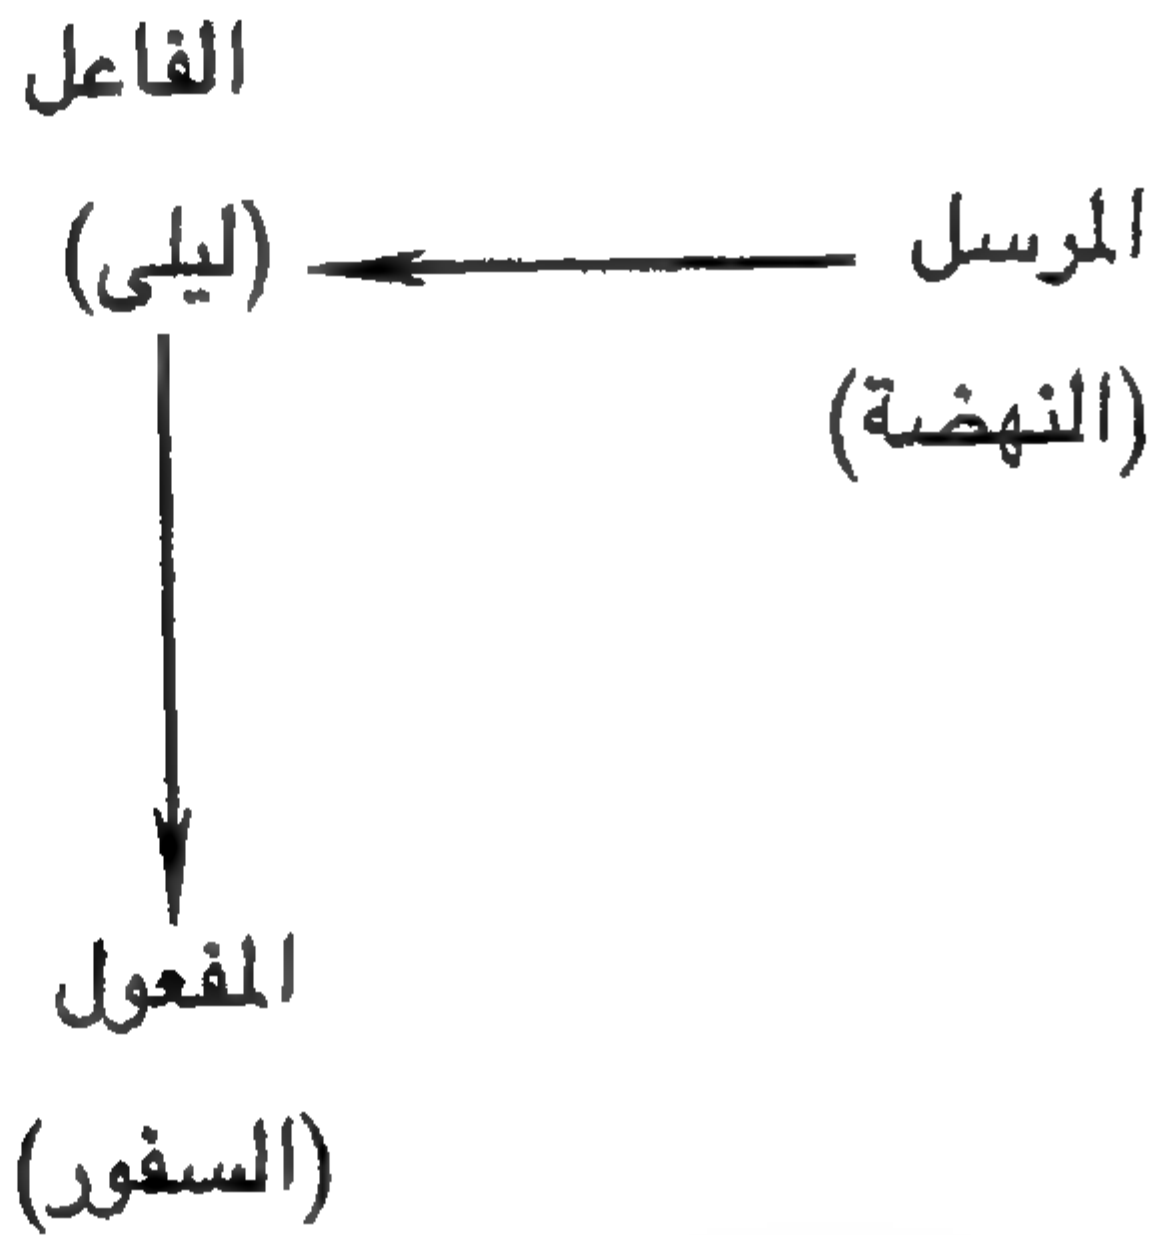 الفاعل
المرسل
(ليلى)
(النهضة)
المفعول
(السفور)